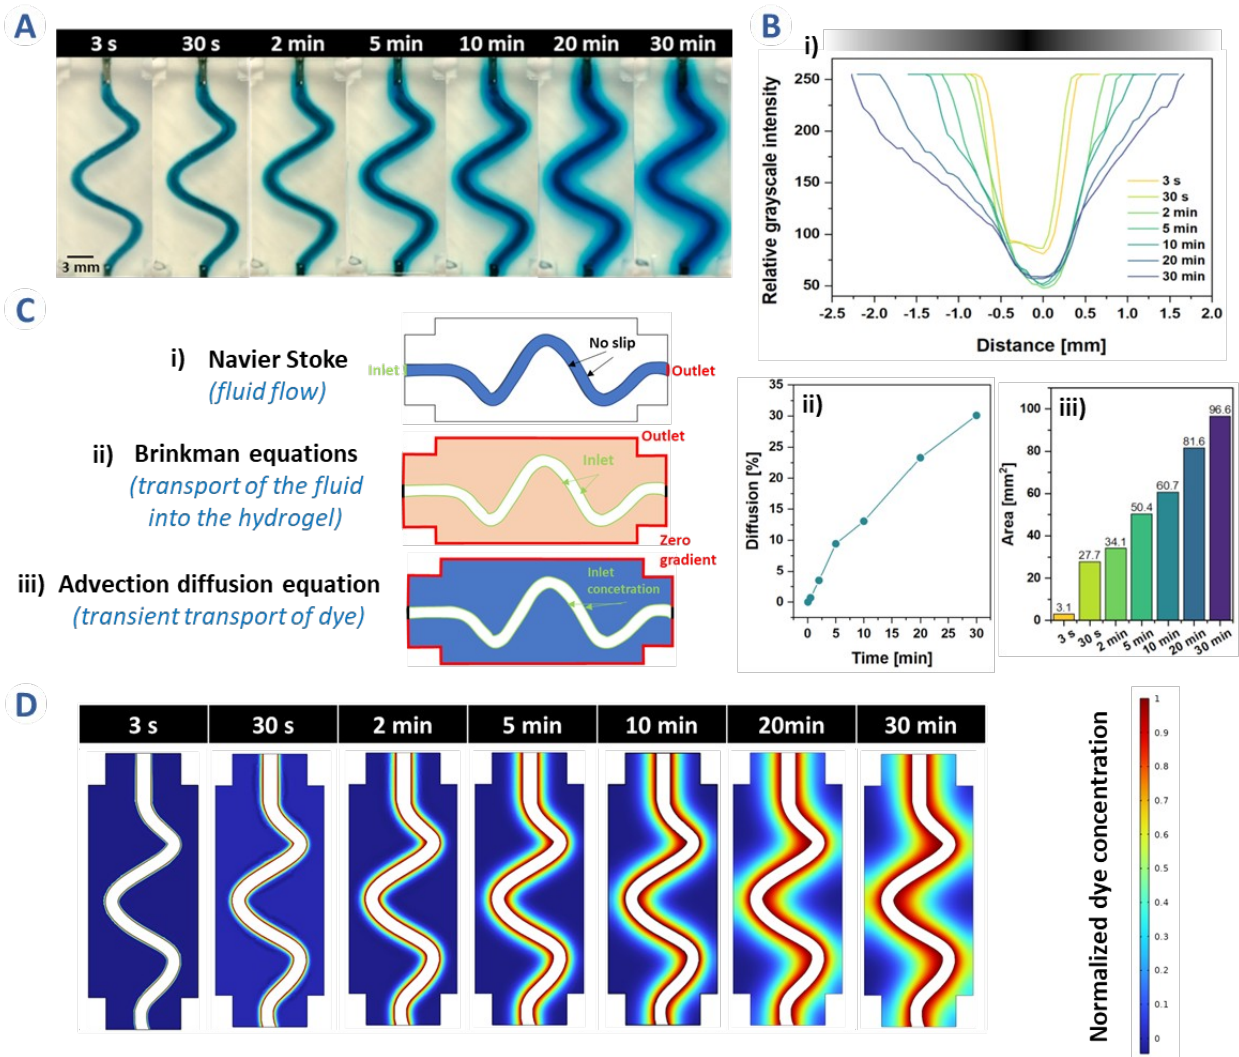 A
3 s 30 s 2 min 5 min 10 min 20 min 30 min
3 mm
B
i)
Relative grayscale intensity
250
200
150
100
50
3 s
30 s
2 min
5 min
10 min
20 min
30 min
-2.5 -2.0 -1.5 -1.0 -0.5 0.0 0.5 1.0 1.5 2.0
Distance [mm]
ii)
Diffusion [%]
35
30
25
20
15
10
5
0
0 5 10 15 20 25 30
Time [min]
iii)
Area [mm²]
100
80
60
40
20
0
3.1 27.7 34.1 50.4 60.7 81.6 96.6
3 s 30 s 2 min 5 min 10 min 20 min 30 min
C
i) Navier Stoke
(fluid flow)
Inlet
No slip
Outlet
ii) Brinkman equations
(transport of the fluid
into the hydrogel)
Outlet
Inlet
iii) Advection diffusion equation
(transient transport of dye)
Zero
gradient
Inlet
concetration
D
3 s 30 s 2 min 5 min 10 min 20min 30 min
Normalized dye concentration
1
0.9
0.8
0.7
0.6
0.5
0.4
0.3
0.2
0.1
0